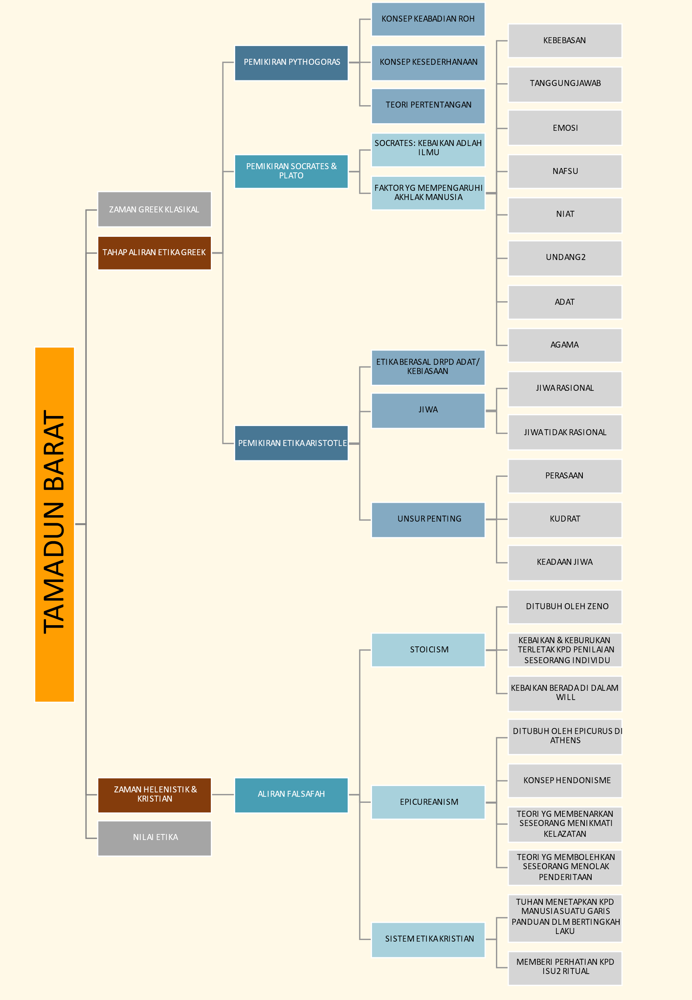 TAMADUN BARAT
ZAMAN GREEK KLASIKAL
TAHAP ALIRAN ETIKA GREEK
PEMIKIRAN PYTHOGORAS
KONSEP KEABADIAN ROH
KONSEP KESEDERHANAAN
TEORI PERTENTANGAN
PEMIKIRAN SOCRATES &
PLATO
SOCRATES: KEBAIKAN ADLAH
ILMU
FAKTOR YG MEMPENGARUHI
AKHLAK MANUSIA
KEBEBASAN
TANGGUNGJAWAB
EMOSI
NAFSU
NIAT
UNDANG2
ADAT
AGAMA
PEMIKIRAN ETIKA ARISTOTLE
ETIKA BERASAL DRPD ADAT/
KEBIASAAN
JIWA
JIWA RASIONAL
JIWA TIDAK RASIONAL
UNSUR PENTING
PERASAAN
KUDRAT
KEADAAN JIWA
ZAMAN HELENISTIK &
KRISTIAN
ALIRAN FALSAFAH
STOICISM
DITUBUH OLEH ZENO
KEBAIKAN & KEBURUKAN
TERLETAK KPD PENILAIAN
SESEORANG INDIVIDU
KEBAIKAN BERADA DI DALAM
WILL
EPICUREANISM
DITUBUH OLEH EPICURUS DI
ATHENS
KONSEP HENDONISME
TEORI YG MEMBENARKAN
SESEORANG MENIKMATI
KELAZATAN
TEORI YG MEMBOLEHKAN
SESEORANG MENOLAK
PENDERITAAN
SISTEM ETIKA KRISTIAN
TUHAN MENETAPKAN KPD
MANUSIA SUATU GARIS
PANDUAN DLM BERTINGKAH
LAKU
MEMBERI PERHATIAN KPD
ISU2 RITUAL
NILAI ETIKA